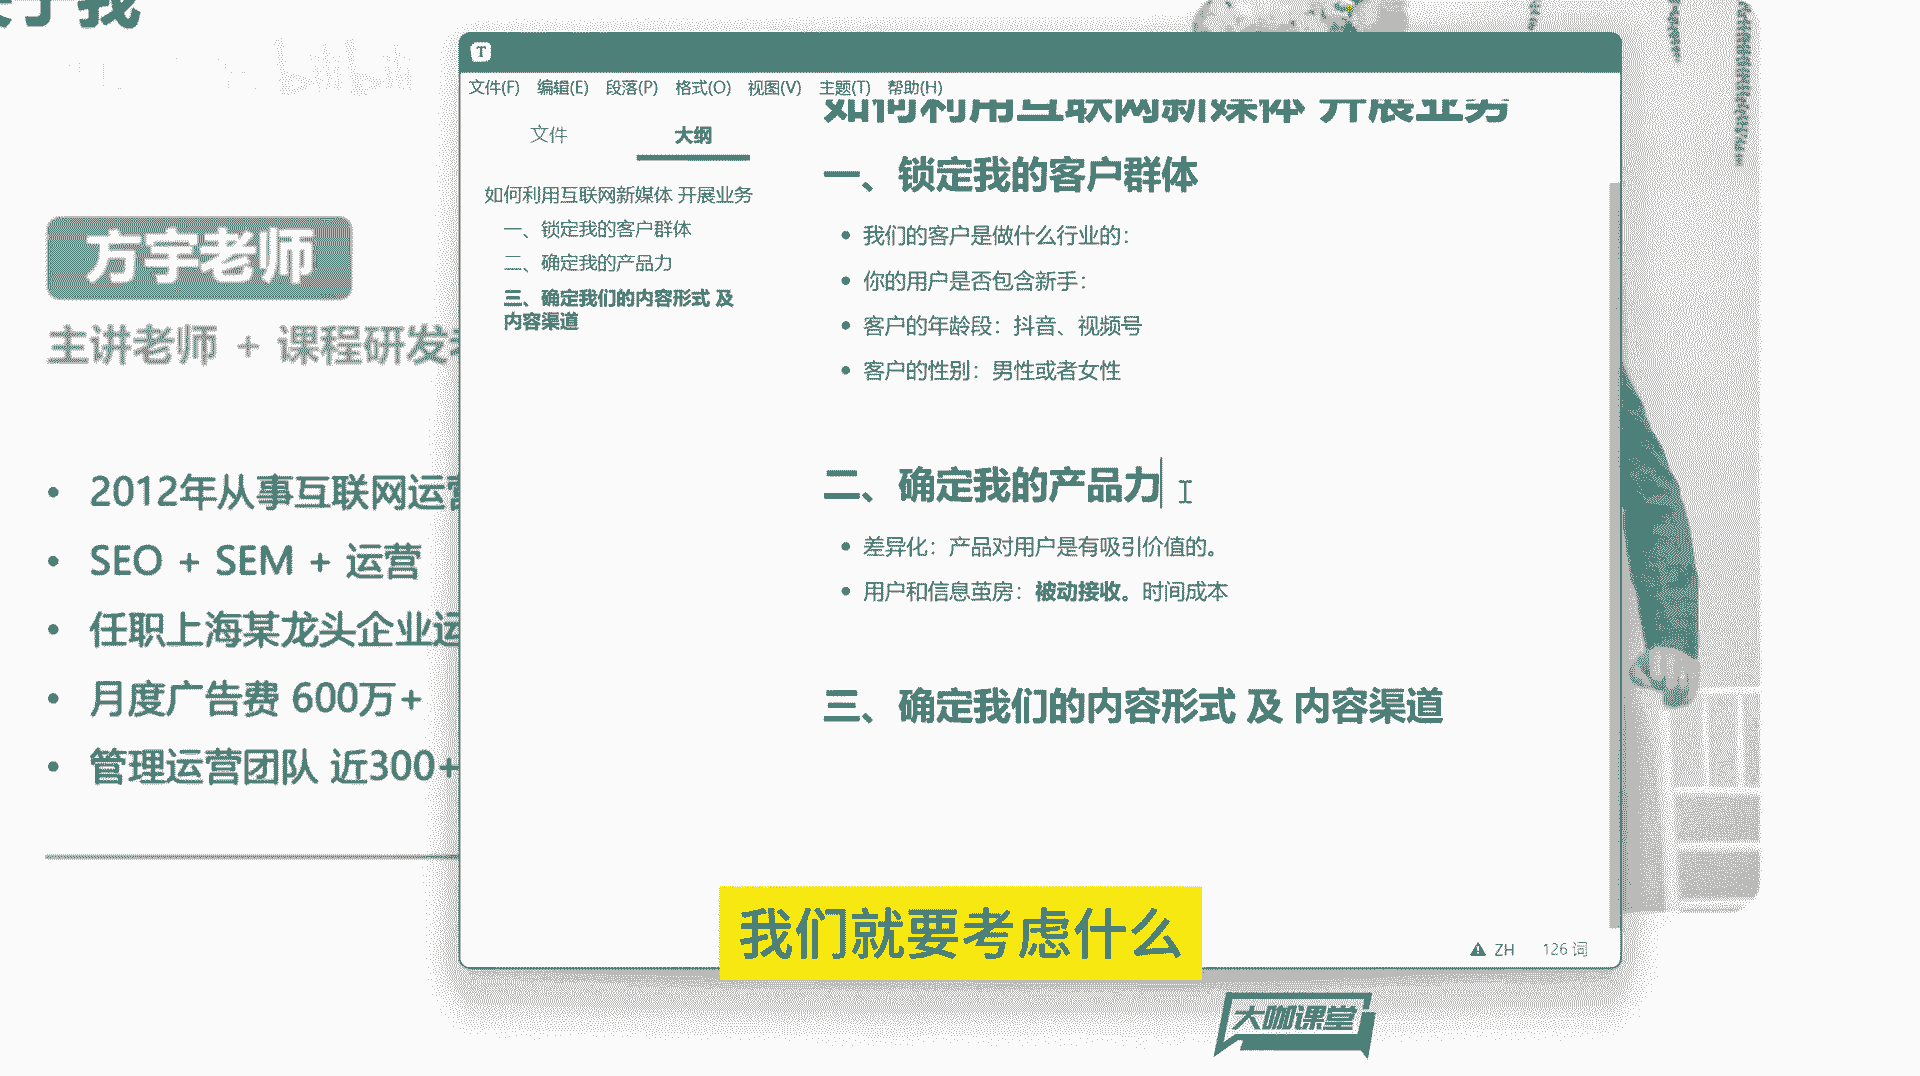 于我
bilibili
方宇老师
主讲老师 + 课程研发
2012年从事互联网运营
SEO + SEM + 运营
任职上海某龙头企业运
月度广告费 600万+
管理运营团队 近300+
T
文件(F) 编辑(E) 段落(P) 格式(O) 视图(V) 主题(T) 帮助(H)
文件 大纲
如何利用互联网新媒体 开展业务
一、锁定我的客户群体
二、确定我的产品力
三、确定我们的内容形式 及
内容渠道
如何利用互联网新媒体 开展业务
一、锁定我的客户群体
我们的客户是做什么行业的：
你的用户是否包含新手：
客户的年龄段：抖音、视频号
客户的性别：男性或者女性
二、确定我的产品力
差异化：产品对用户是有吸引价值的。
用户和信息茧房：被动接收。时间成本
三、确定我们的内容形式 及 内容渠道
我们就要考虑什么
ZH 126 词
大咖课堂